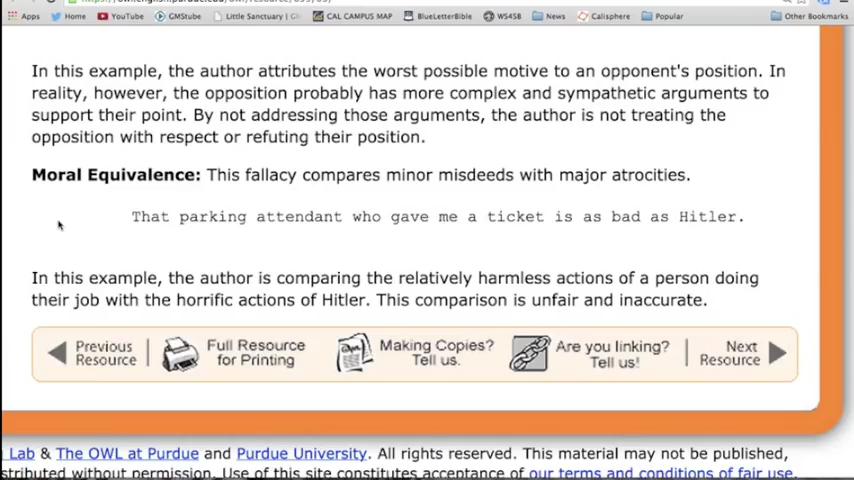 Apps Home YouTube GMStube Little Sanctuary | Gl CAL CAMPUS MAP BlueLetterBible WS4SB News Calisphere Popular Other Bookmarks
In this example, the author attributes the worst possible motive to an opponent's position. In
reality, however, the opposition probably has more complex and sympathetic arguments to
support their point. By not addressing those arguments, the author is not treating the
opposition with respect or refuting their position.
Moral Equivalence: This fallacy compares minor misdeeds with major atrocities.
That parking attendant who gave me a ticket is as bad as Hitler.
In this example, the author is comparing the relatively harmless actions of a person doing
their job with the horrific actions of Hitler. This comparison is unfair and inaccurate.
Previous Resource
Full Resource for Printing
Making Copies? Tell us.
Are you linking? Tell us!
Next Resource
Lab & The OWL at Purdue and Purdue University. All rights reserved. This material may not be published,
stributed without permission. Use of this site constitutes acceptance of our terms and conditions of fair use.